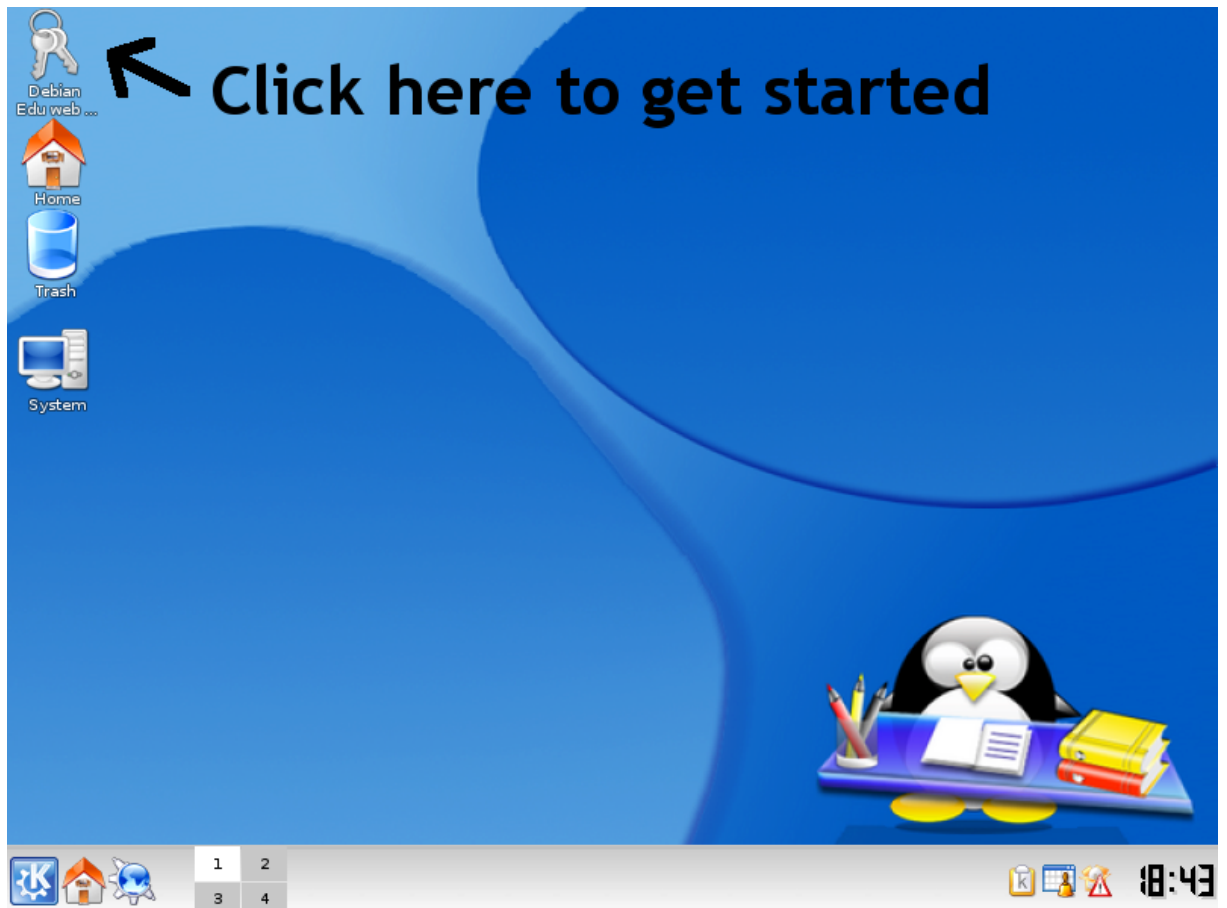 Click here to get started
Debian
Edu web ...
Home
Trash
System
1 2
3 4
18:43